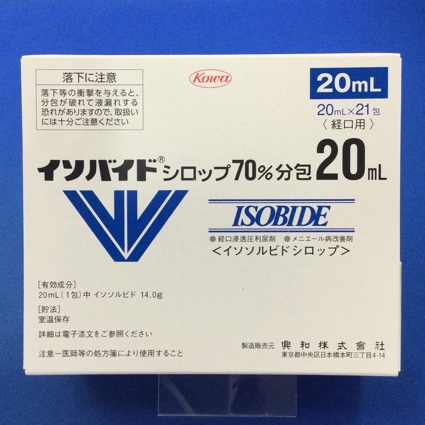 落下に注意
落下等の衝撃を与えると、
分包が破れて液漏れする
恐れがありますので、取扱い
には十分ご注意ください
Kowa
20mL
20mL×21包
〈経口用〉
イソバイド®シロップ70%分包20mL
ISOBIDE
●経口浸透圧利尿剤 ●メニエール病改善剤
<イソソルビドシロップ>
[有効成分]
20mL(1包)中 イソソルビド 14.0g
[貯法]
室温保存
詳細は電子添文をご参照ください
注意-医師等の処方箋により使用すること
製造販売元 興和株式会社
東京都中央区日本橋本町三丁目4-14